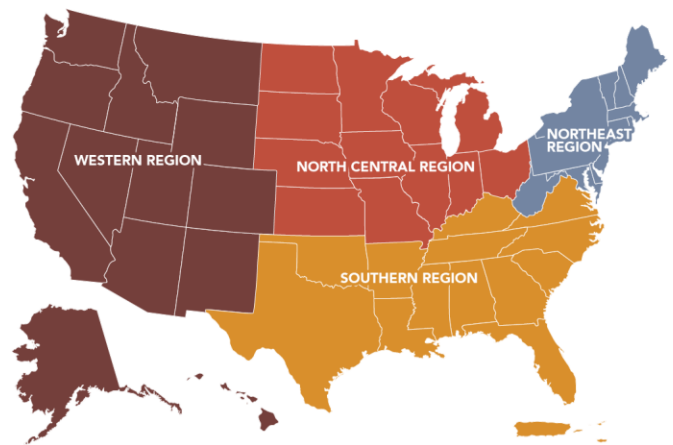 NORTHEAST
REGION
WESTERN REGION
NORTH CENTRAL REGION
SOUTHERN REGION